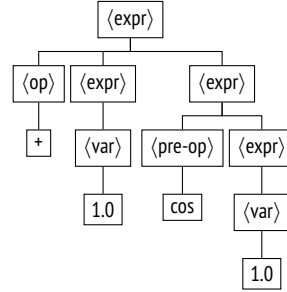 ⟨expr⟩
⟨op⟩ ⟨expr⟩ ⟨expr⟩
+ ⟨var⟩ ⟨pre-op⟩ ⟨expr⟩
1.0 cos ⟨var⟩
1.0